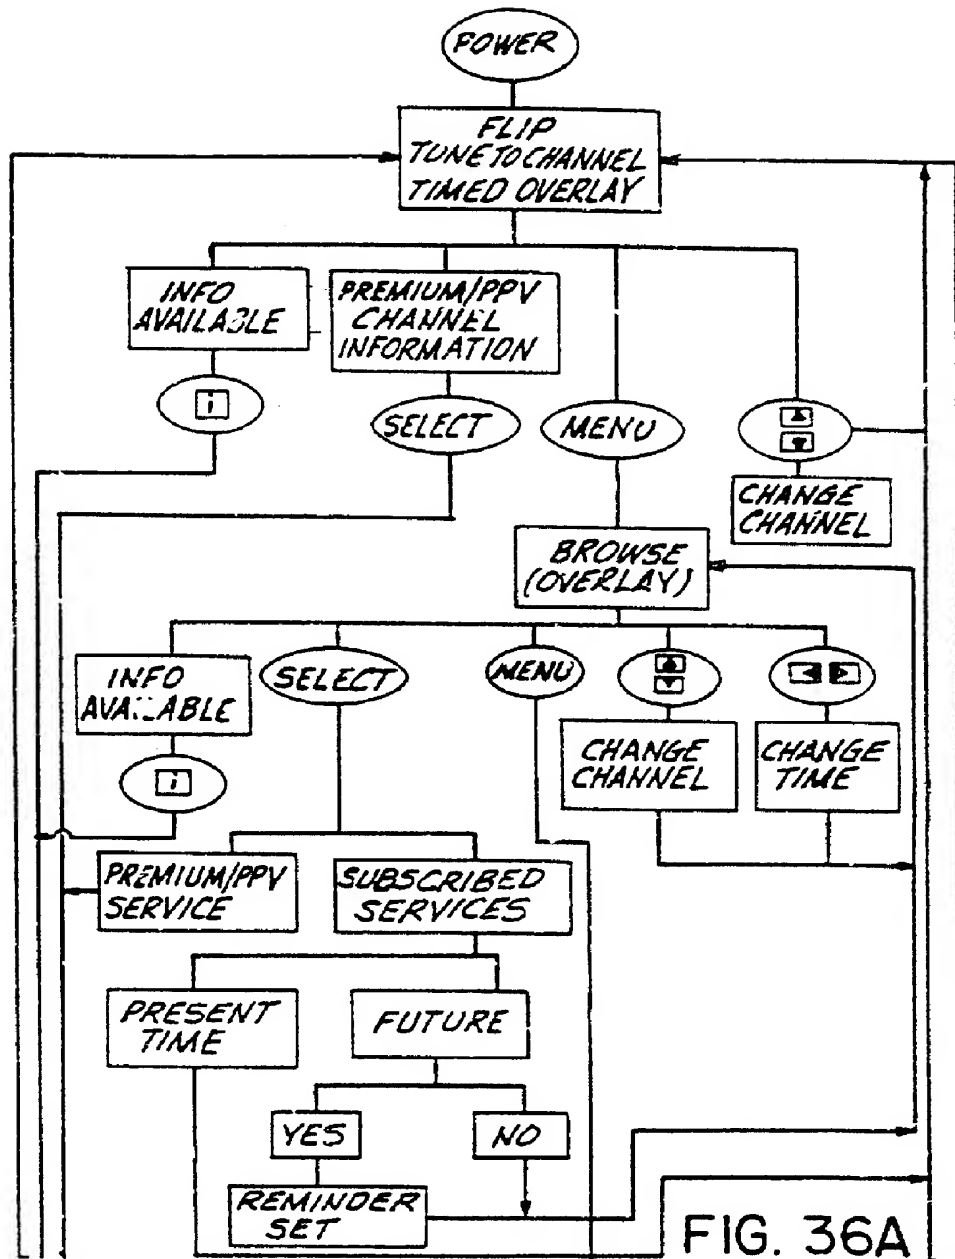 POWER
FLIP
TUNE TO CHANNEL
TIMED OVERLAY
INFO
AVAILABLE
PREMIUM/PPV
CHANNEL
INFORMATION
i
SELECT
MENU
CHANGE
CHANNEL
BROWSE
(OVERLAY)
INFO
AVAILABLE
SELECT
MENU
i
CHANGE
CHANNEL
CHANGE
TIME
PREMIUM/PPV
SERVICE
SUBSCRIBED
SERVICES
PRESENT
TIME
FUTURE
YES
NO
REMINDER
SET
FIG. 36A